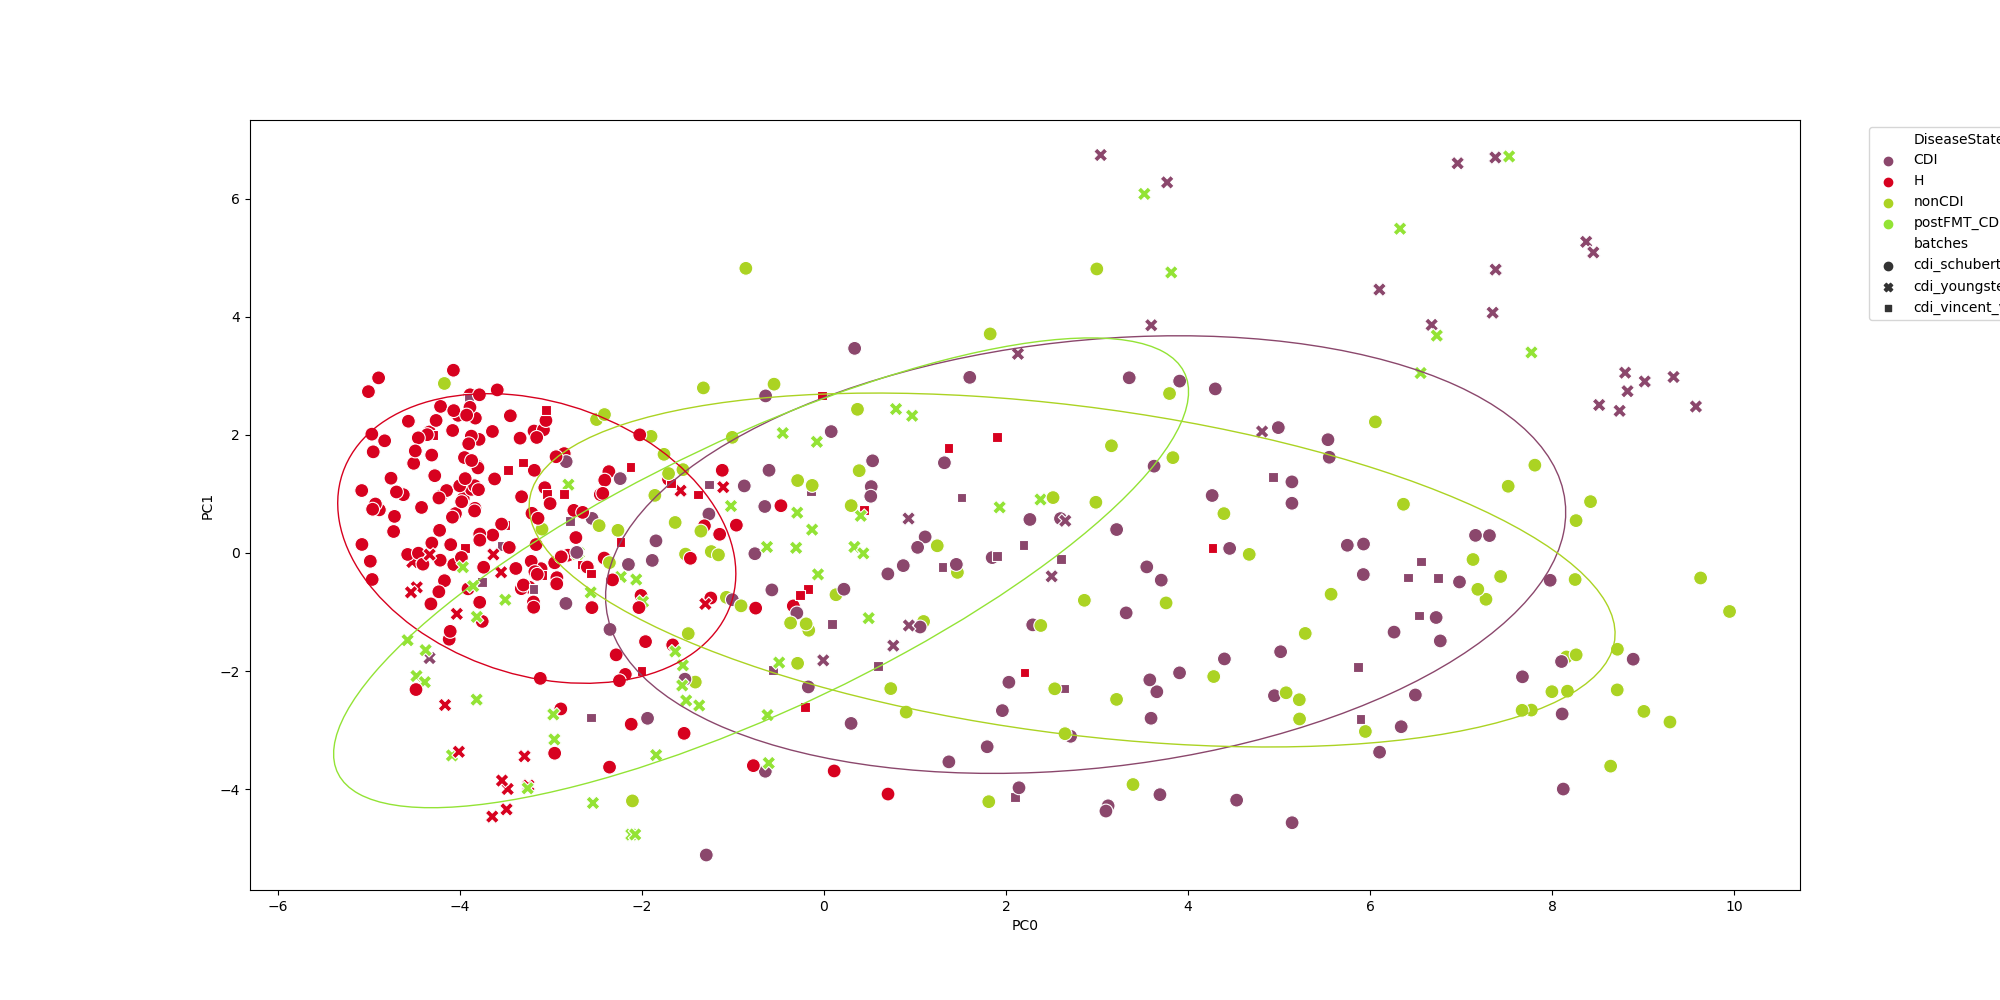 DiseaseState
CDI
H
nonCDI
postFMT_CD
batches
cdi_schubert
cdi_youngste
cdi_vincent_
6
4
2
0
−2
−4
PC1
−6
−4
−2
0
2
4
6
8
10
PC0